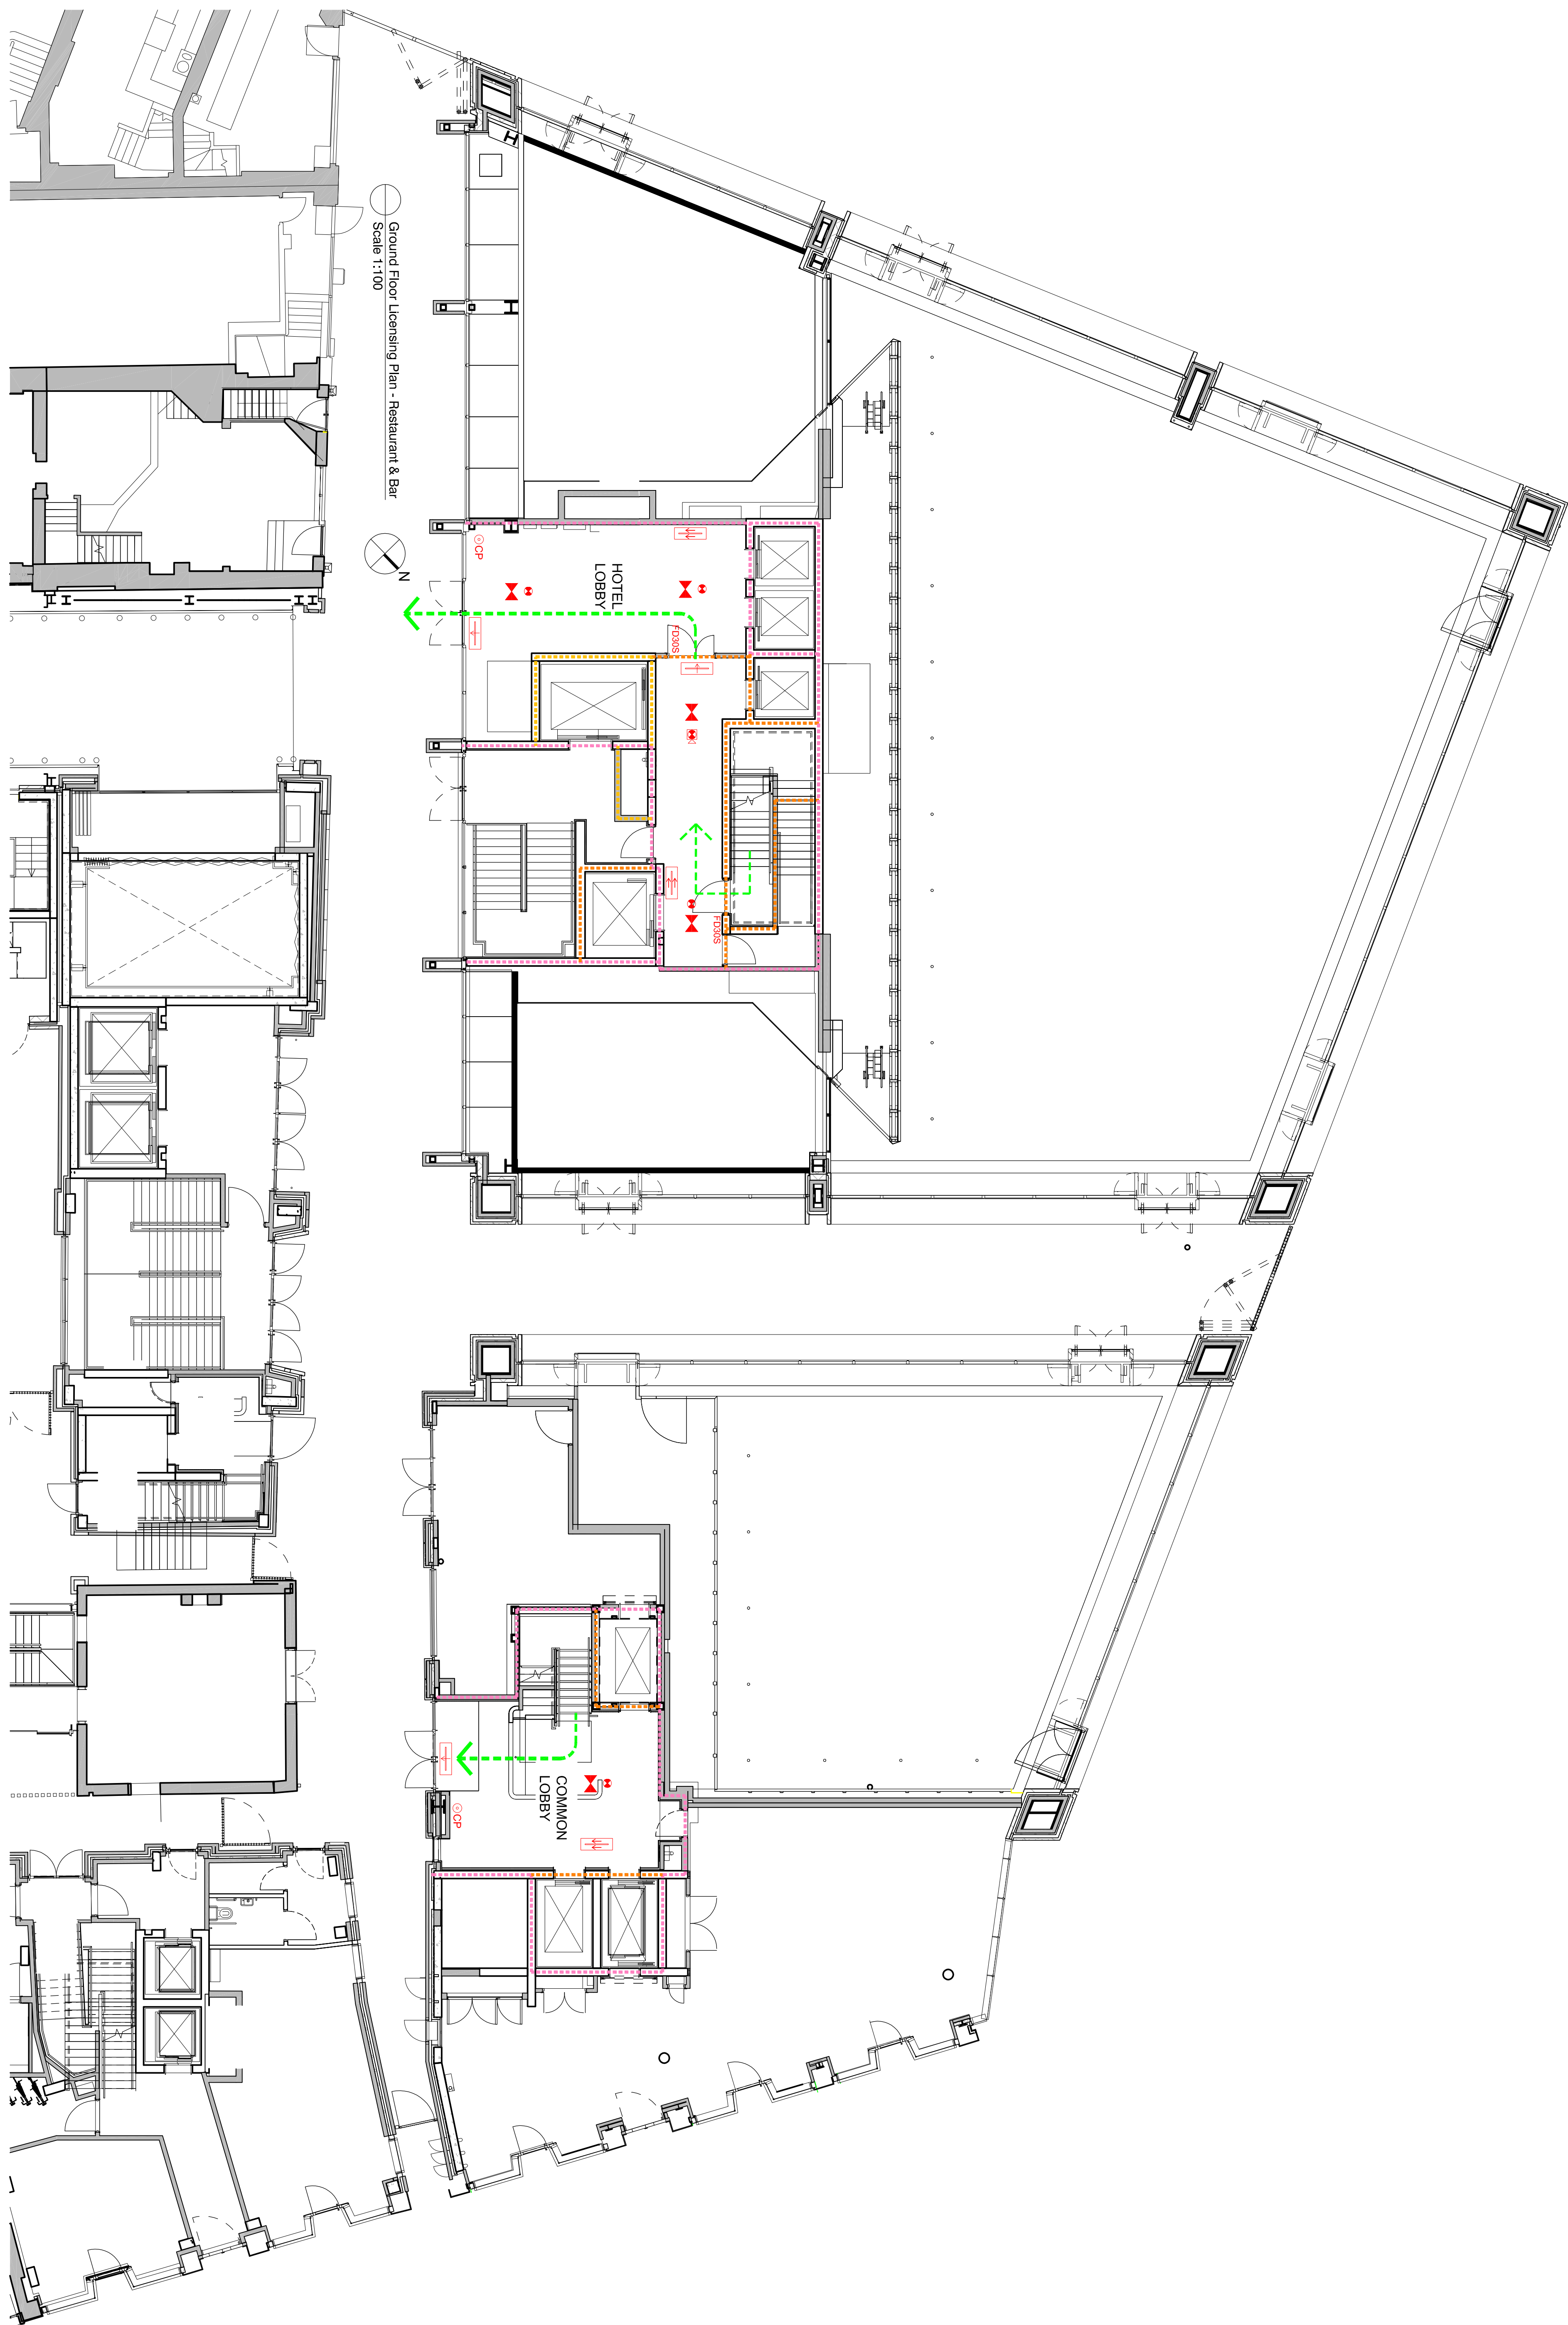 Ground Floor Licensing Plan - Restaurant & Bar
Scale 1:100
N
CP
HOTEL
LOBBY
FD30S
FD30S
COMMON
LOBBY
CP